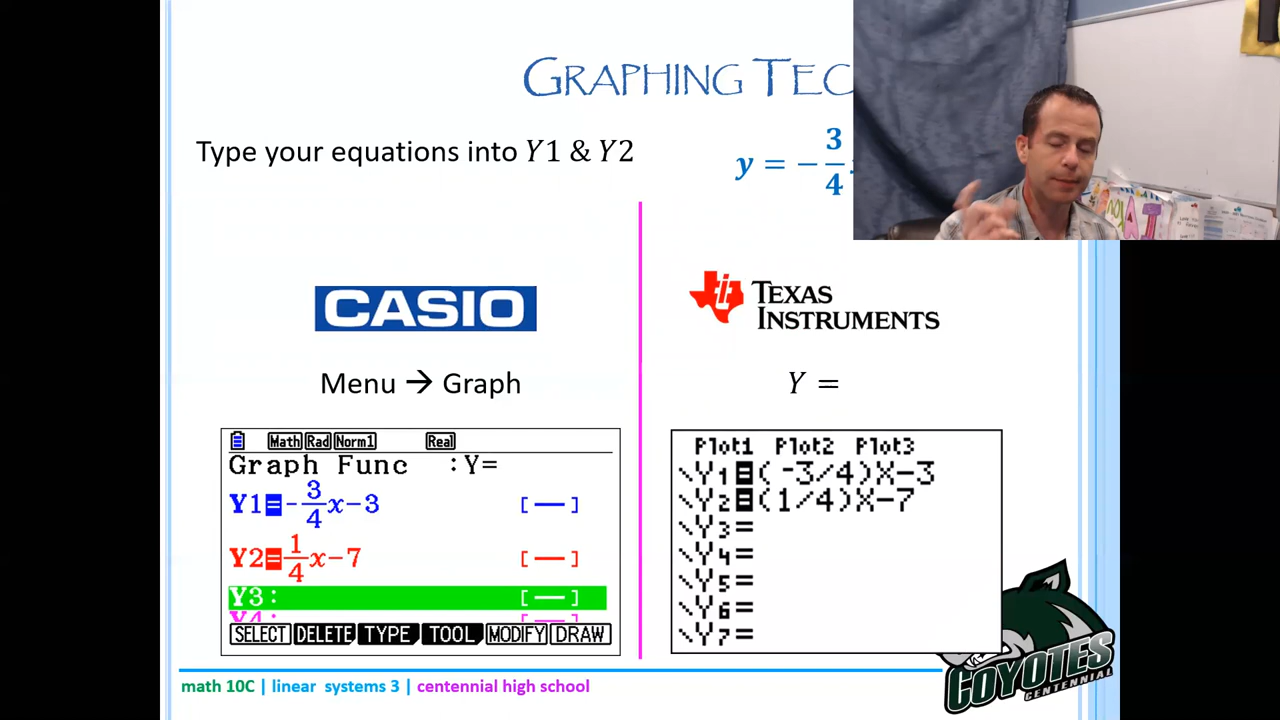 GRAPHING TEC
Type your equations into Y1 & Y2
y = -3/4
CASIO
TEXAS
INSTRUMENTS
Menu → Graph
Y =
Math Rad Norm1 Real
Graph Func :Y=
Y1=-3/4x-3 [—]
Y2=1/4x-7 [—]
Y3: [—]
Y4:
SELECT DELETE TYPE TOOL MODIFY DRAW
Plot1 Plot2 Plot3
\Y1=(-3/4)X-3
\Y2=(1/4)X-7
\Y3=
\Y4=
\Y5=
\Y6=
\Y7=
math 10C | linear systems 3 | centennial high school
COYOTES
CENTENNIAL